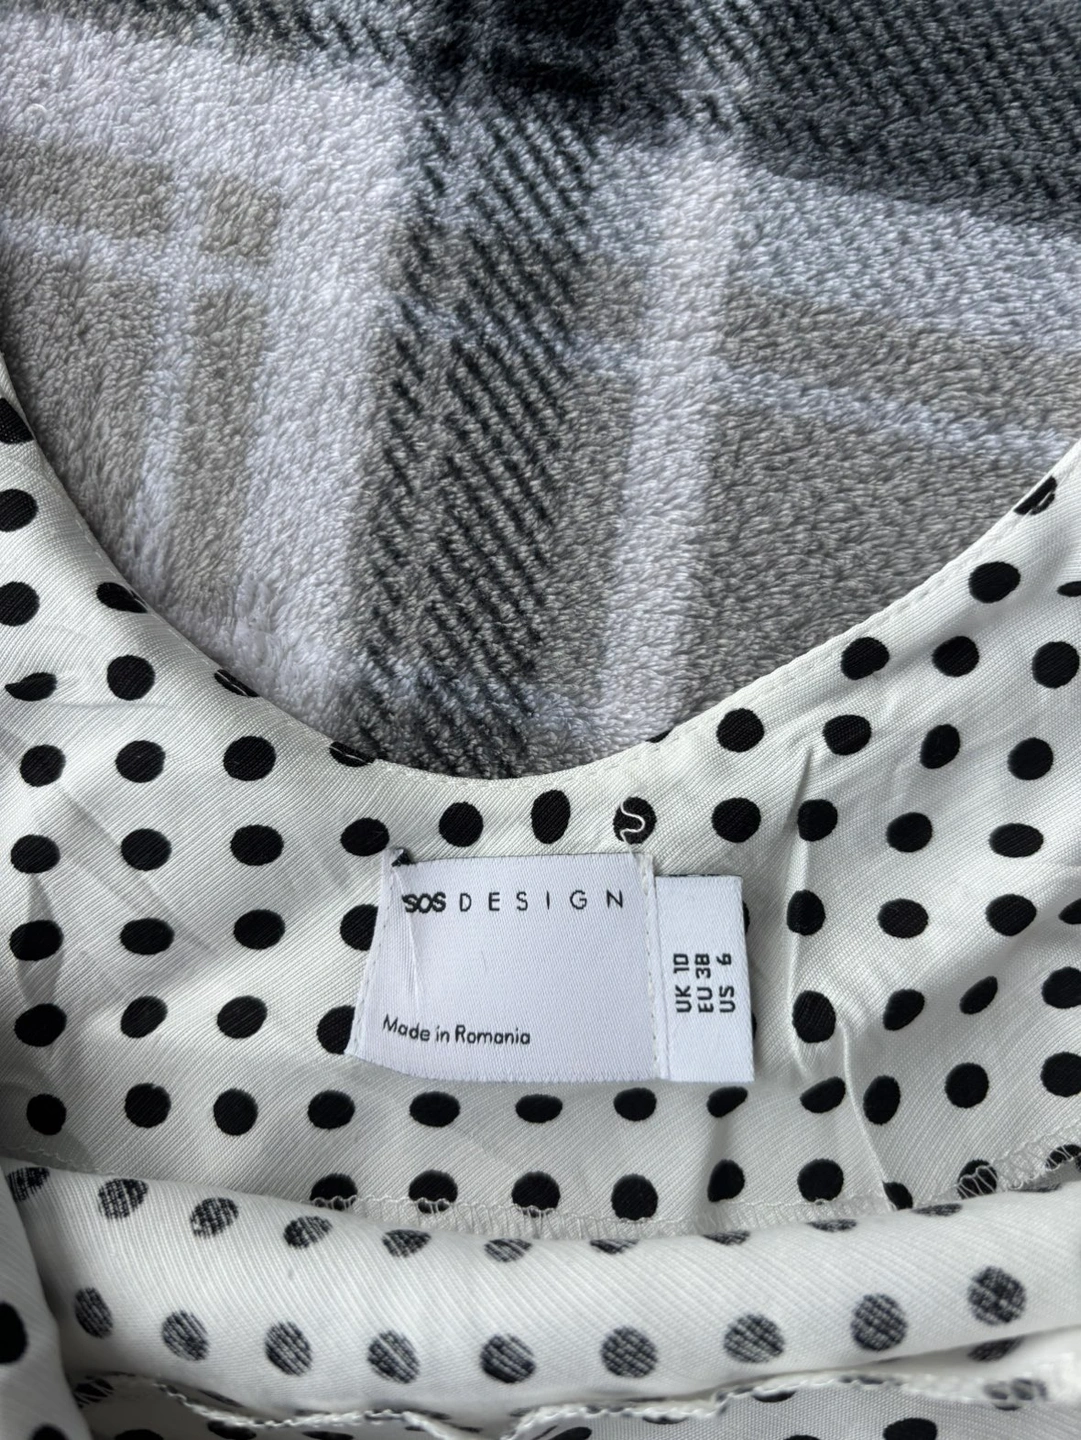 SOS DESIGN
Made in Romania
UK 10
EU 38
US 6